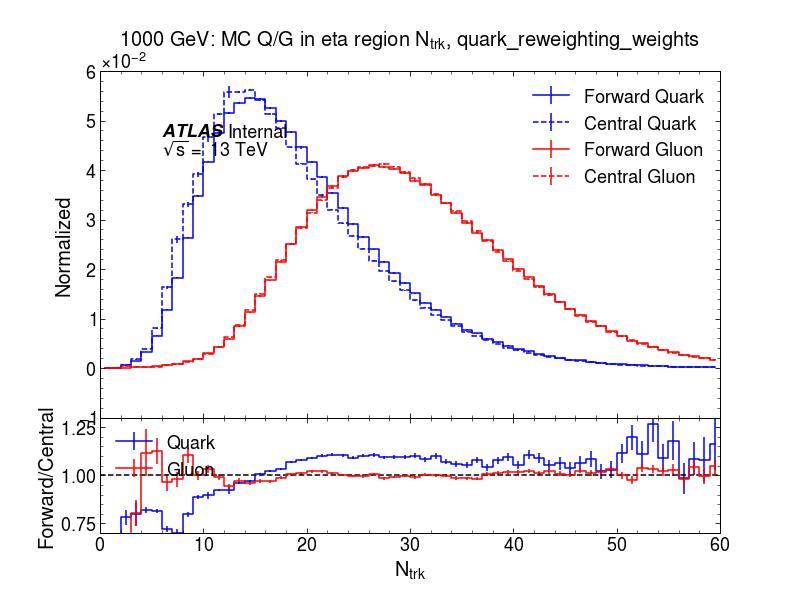 1000 GeV: MC Q/G in eta region N_trk, quark_reweighting_weights
×10⁻²
6
5
4
3
2
1
0
−1
Normalized
ATLAS Internal
√s = 13 TeV
Forward Quark
Central Quark
Forward Gluon
Central Gluon
Forward/Central
1.25
1.00
0.75
Quark
Gluon
0 10 20 30 40 50 60
N_trk